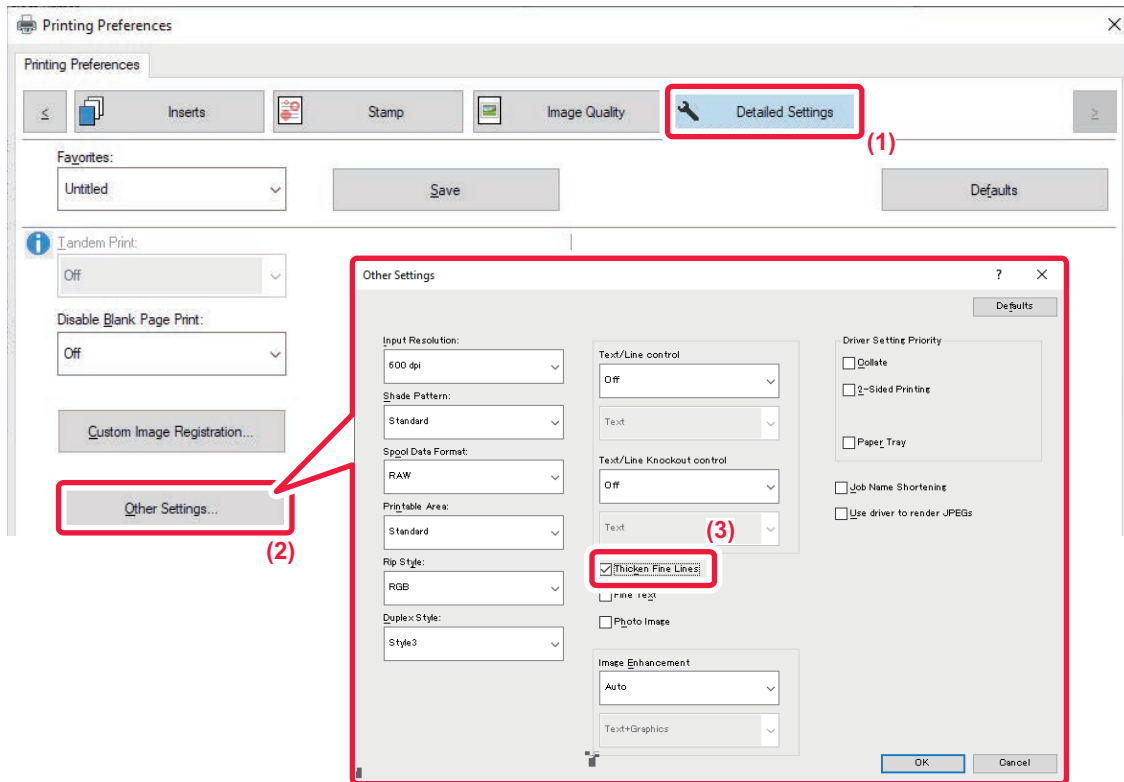 Printing Preferences
Printing Preferences
<
Inserts
Stamp
Image Quality
Detailed Settings
>
(1)
Favorites:
Untitled
Save
Defaults
Tandem Print:
Off
Disable Blank Page Print:
Off
Custom Image Registration...
Other Settings...
(2)
Other Settings
?
Defaults
Input Resolution:
600 dpi
Shade Pattern:
Standard
Spool Data Format:
RAW
Printable Area:
Standard
Rip Style:
RGB
Duplex Style:
Style3
Text/Line control
Off
Text
Text/Line Knockout control
Off
Text
(3)
Thicken Fine Lines
Fine Text
Photo Image
Image Enhancement
Auto
Text+Graphics
Driver Setting Priority
Collate
2-Sided Printing
Paper Tray
Job Name Shortening
Use driver to render JPEGs
OK
Cancel